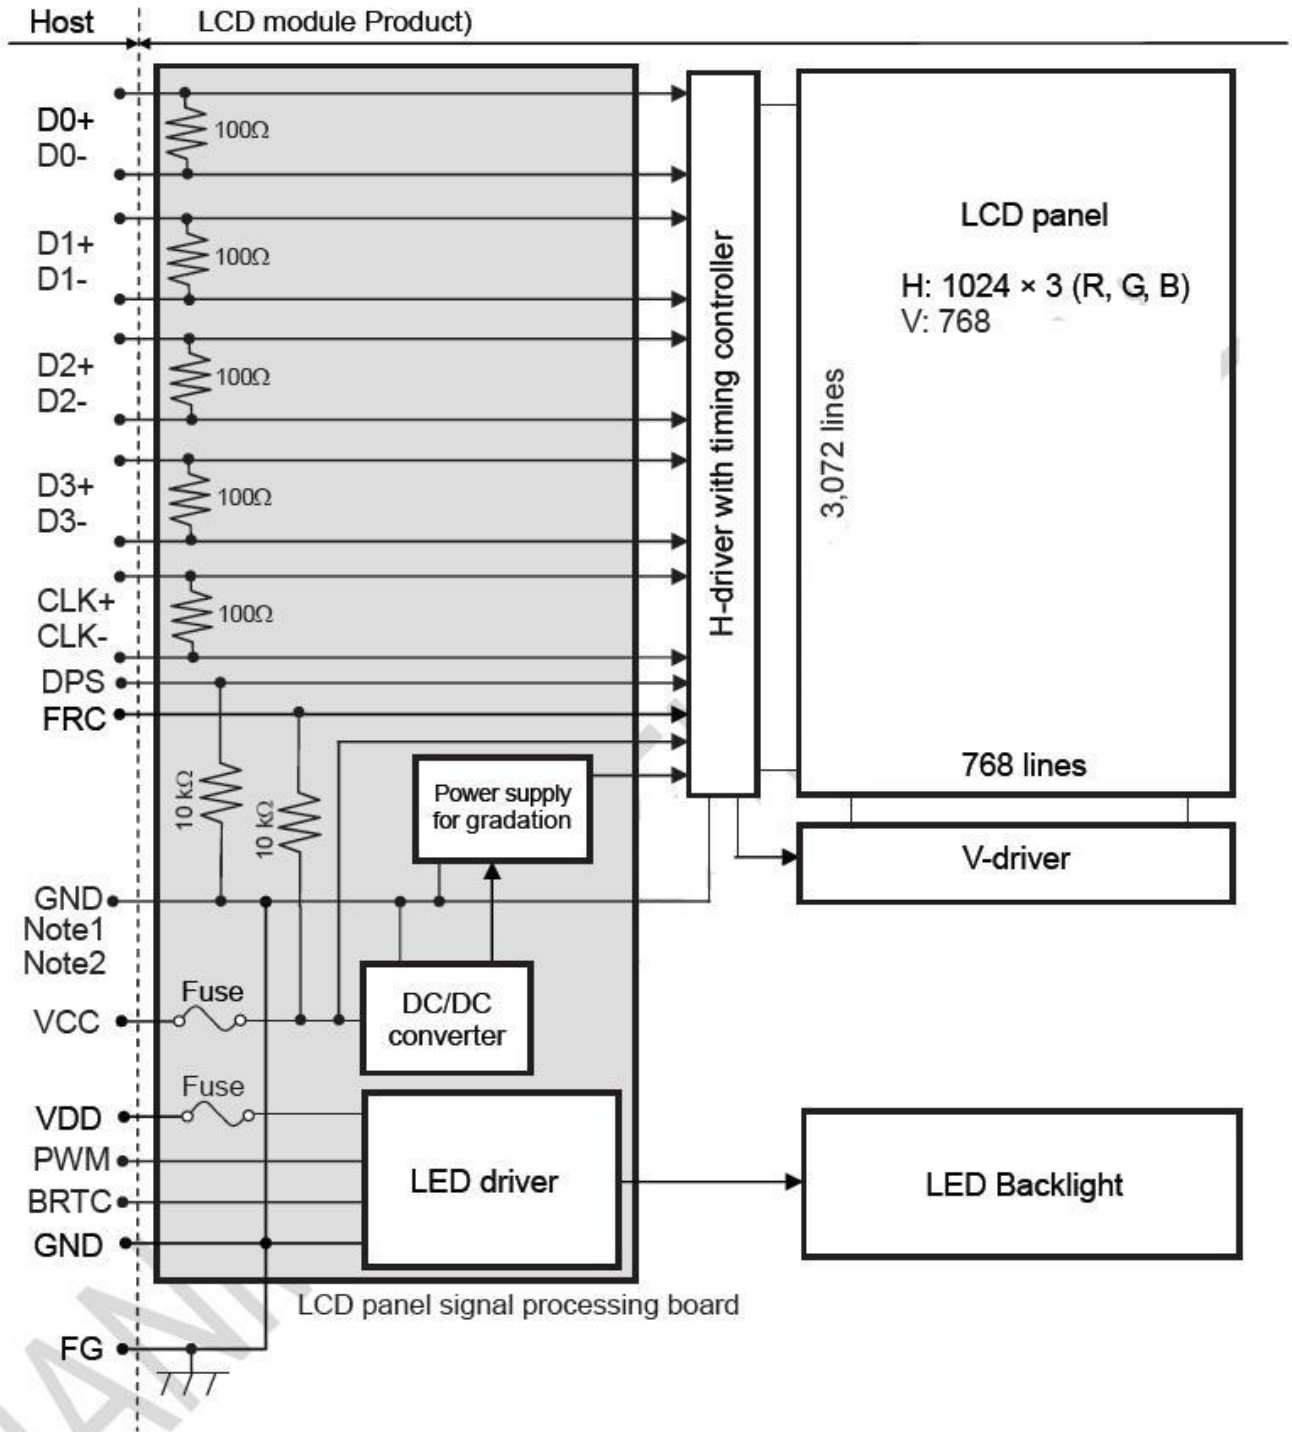 Host
LCD module Product)
D0+
D0-
100Ω
D1+
D1-
100Ω
D2+
D2-
100Ω
D3+
D3-
100Ω
CLK+
CLK-
100Ω
DPS
FRC
10 kΩ
10 kΩ
H-driver with timing controller
LCD panel
H: 1024 × 3 (R, G, B)
V: 768
3,072 lines
768 lines
Power supply
for gradation
V-driver
GND
Note1
Note2
Fuse
VCC
DC/DC
converter
Fuse
VDD
PWM
BRTC
GND
LED driver
LED Backlight
LCD panel signal processing board
FG